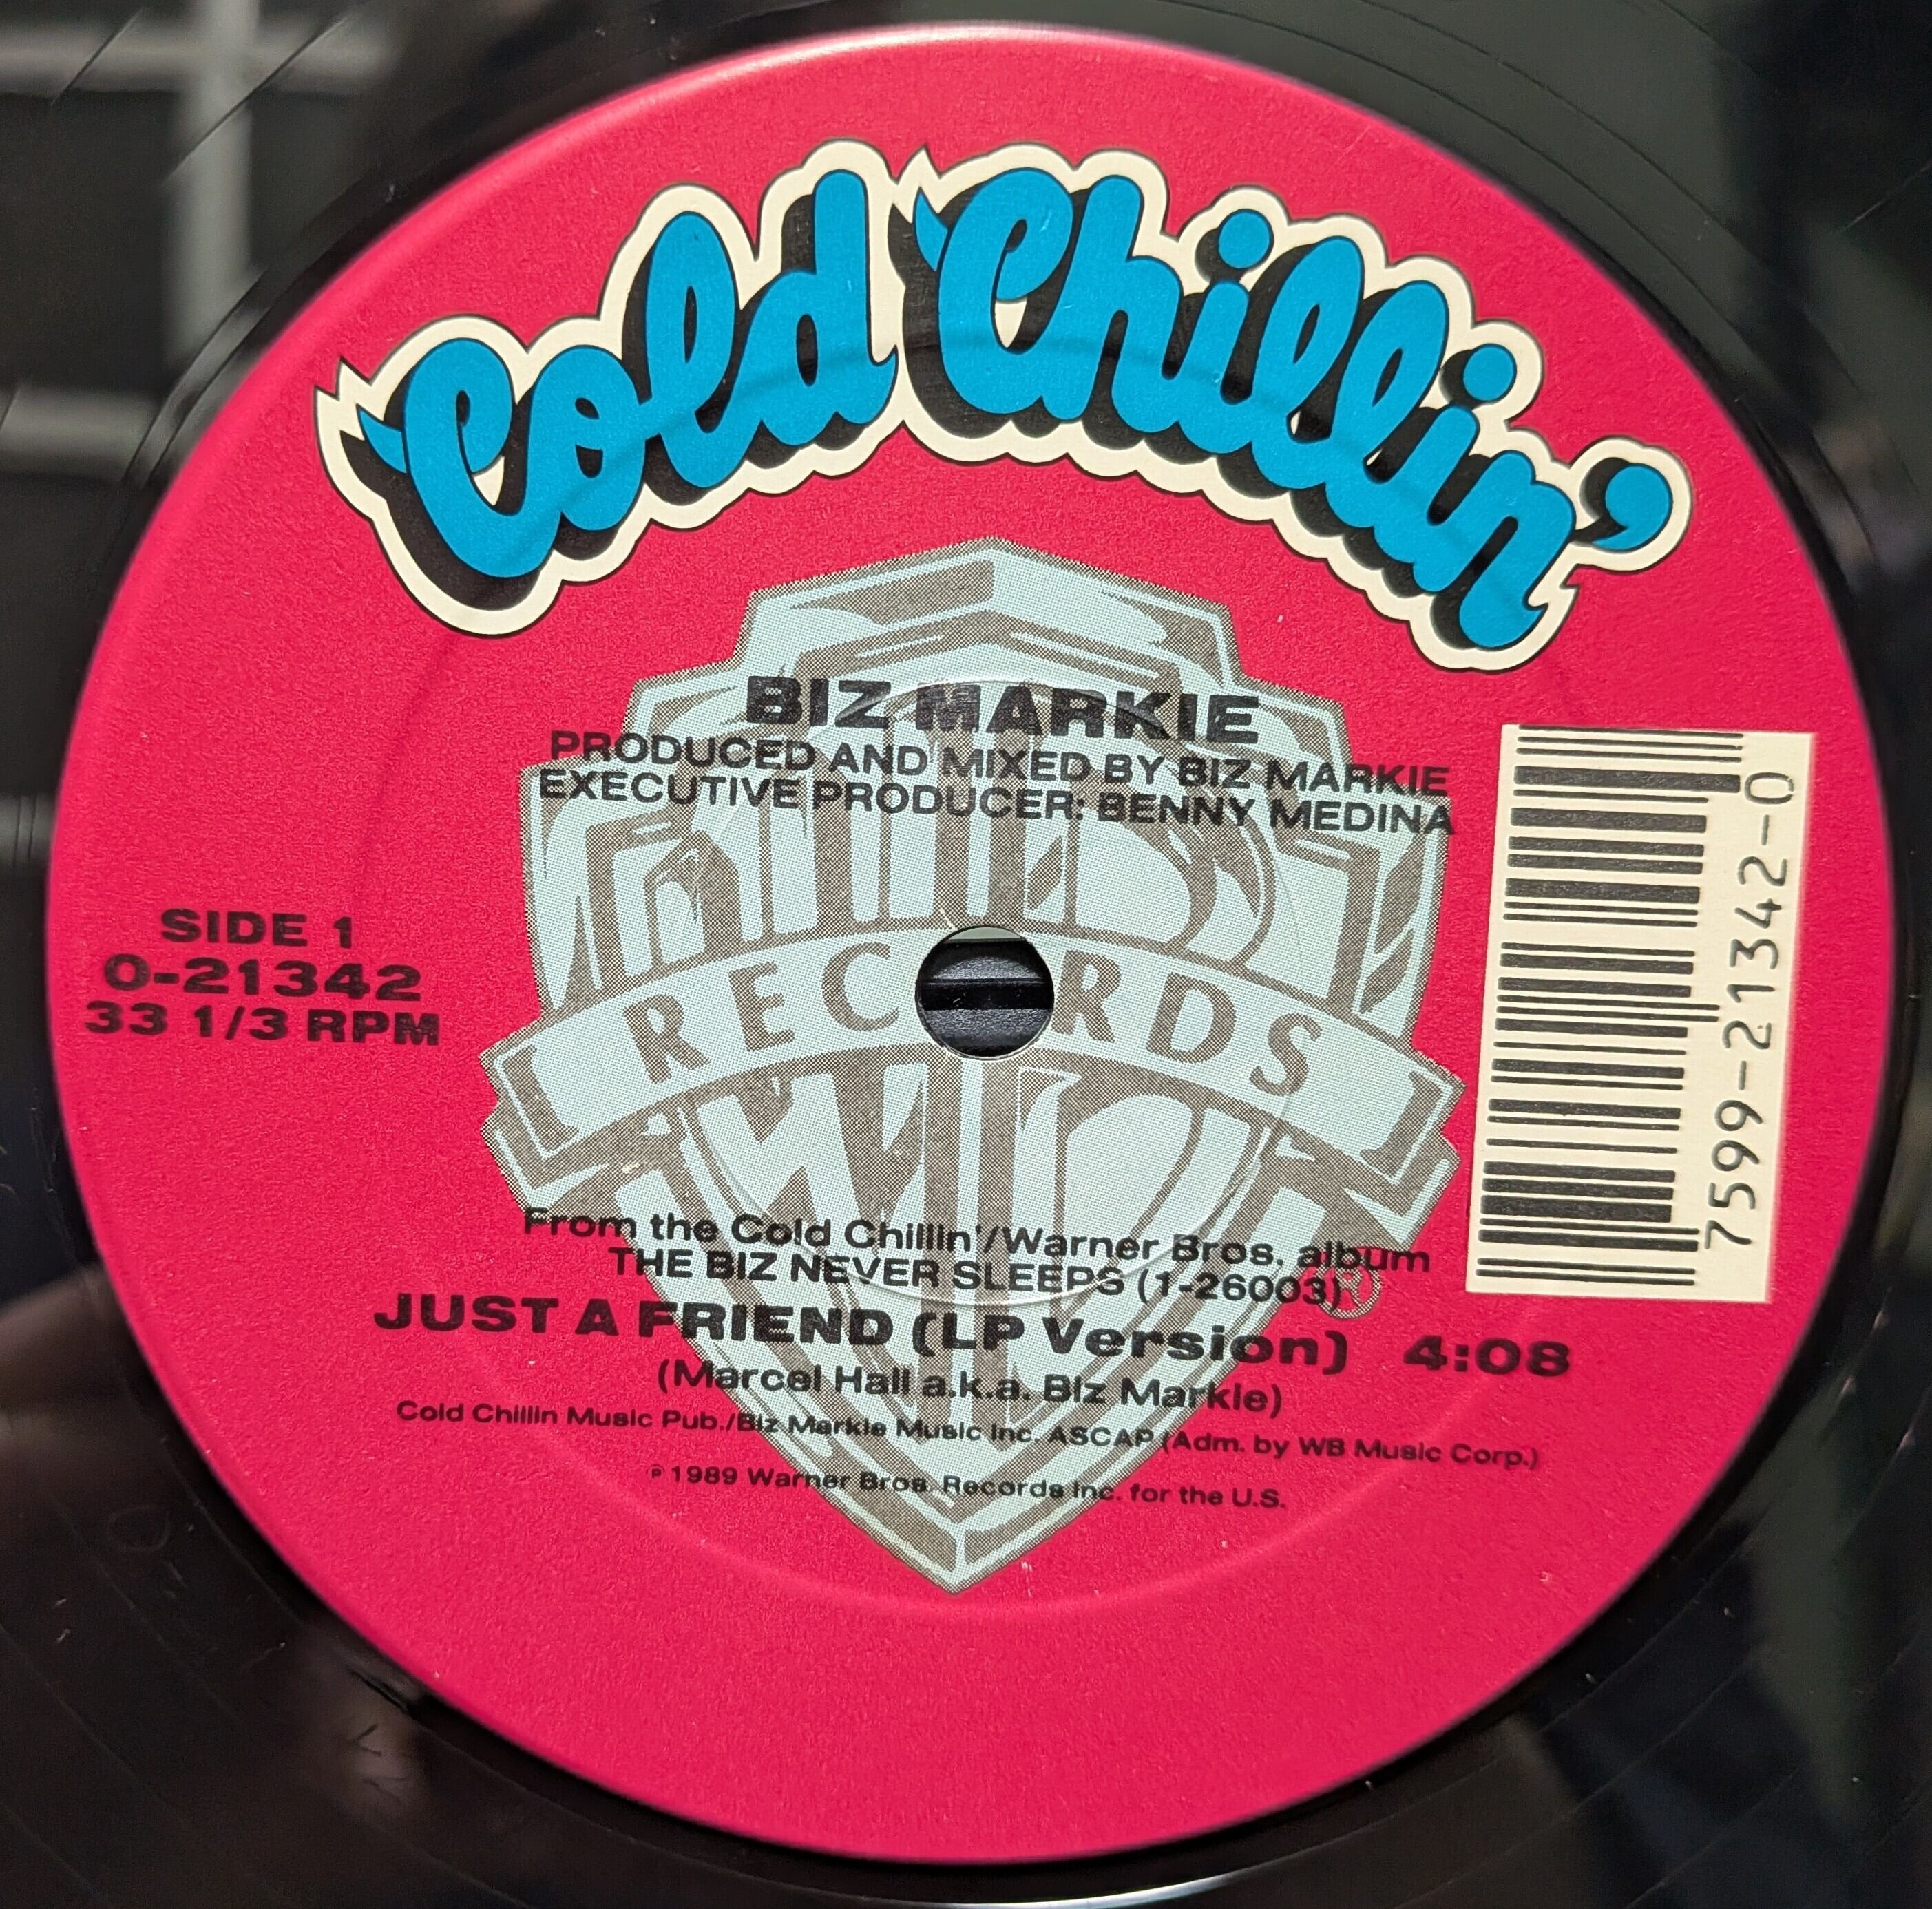 Cold Chillin'
BIZ MARKIE
PRODUCED AND MIXED BY BIZ MARKIE
EXECUTIVE PRODUCER: BENNY MEDINA
SIDE 1
0-21342
33 1/3 RPM
RECORDS
7599-21342-0
From the Cold Chillin'/Warner Bros. album
THE BIZ NEVER SLEEPS (1-26003)
®
JUST A FRIEND (LP Version) 4:08
(Marcel Hall a.k.a. Biz Markie)
Cold Chillin Music Pub./Biz Markie Music Inc. ASCAP (Adm. by WB Music Corp.)
℗ 1989 Warner Bros. Records Inc. for the U.S.